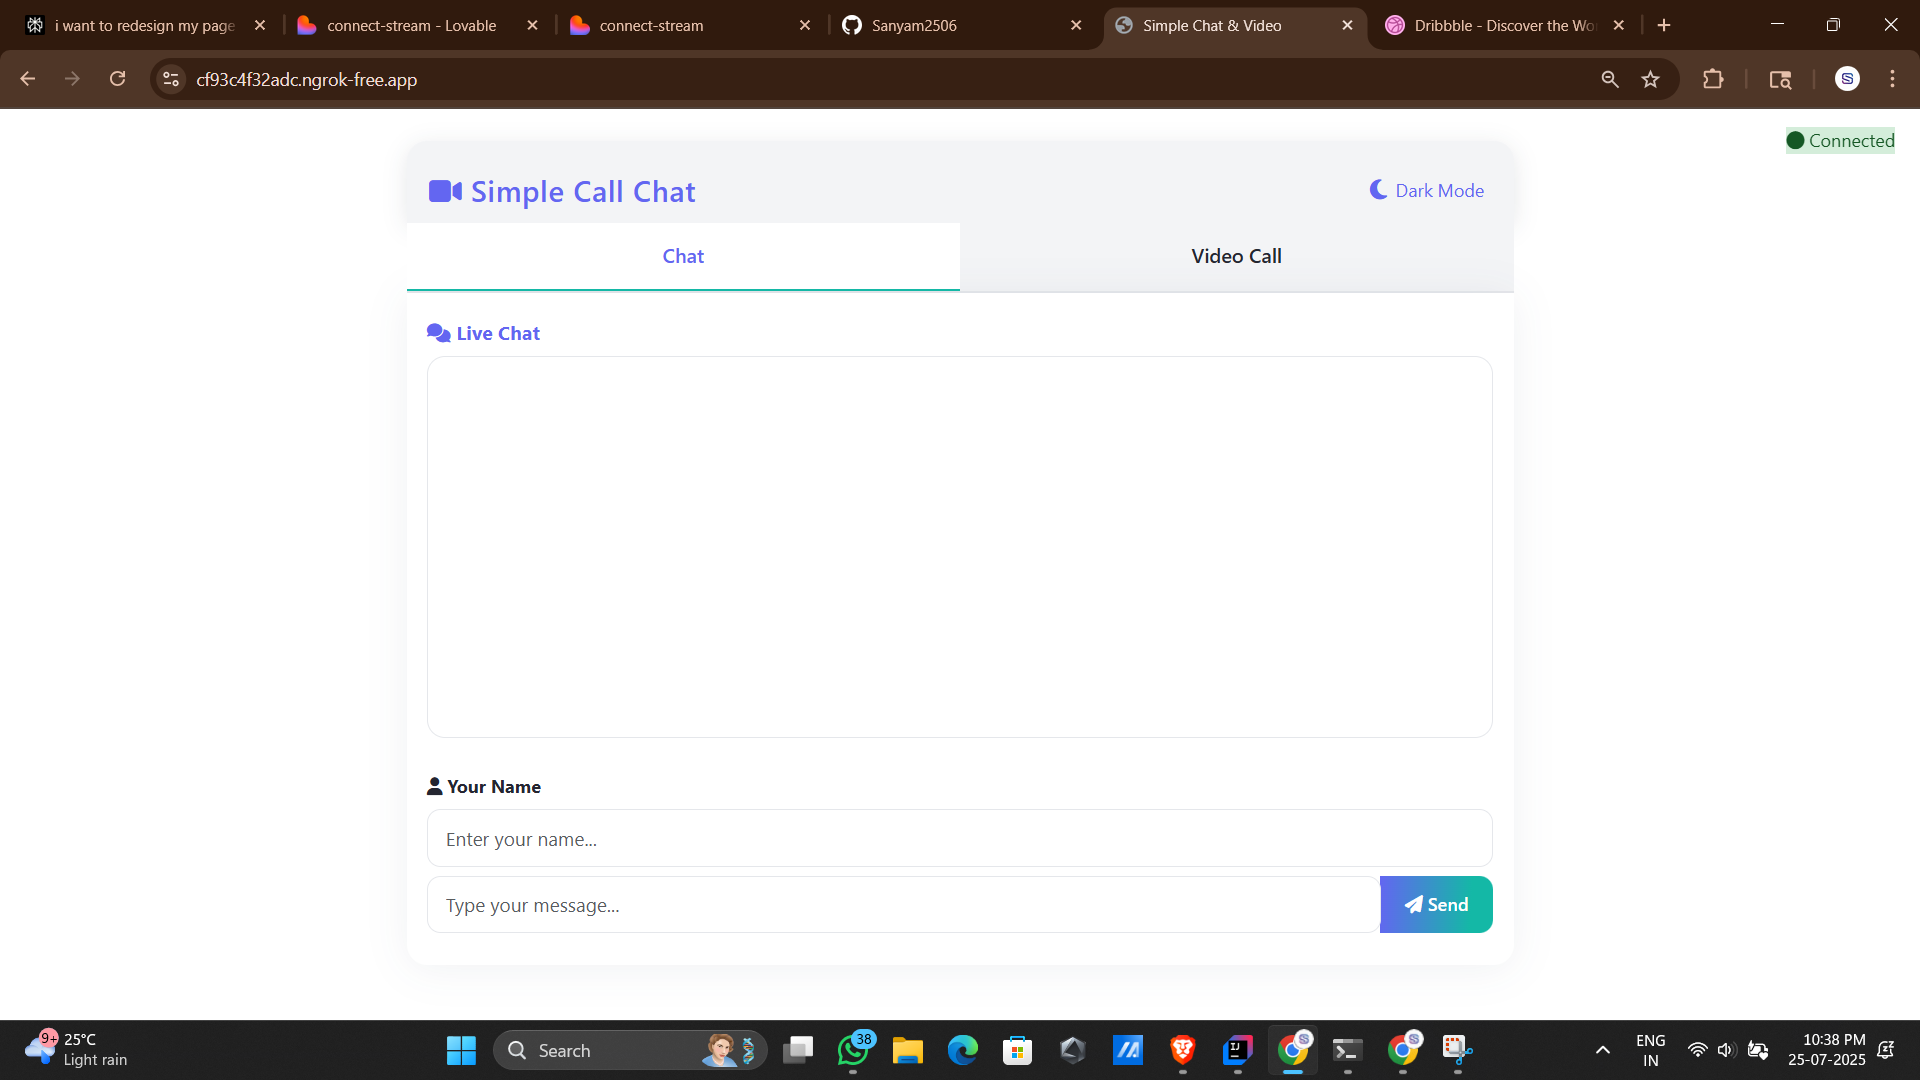 i want to redesign my page
connect-stream - Lovable
connect-stream
Sanyam2506
Simple Chat & Video
Dribbble - Discover the Wo
cf93c4f32adc.ngrok-free.app
S
Connected
Simple Call Chat
Dark Mode
Chat
Video Call
Live Chat
Your Name
Enter your name...
Type your message...
Send
9+
25°C
Light rain
Search
38
IJ
S
S
ENG
IN
10:38 PM
25-07-2025